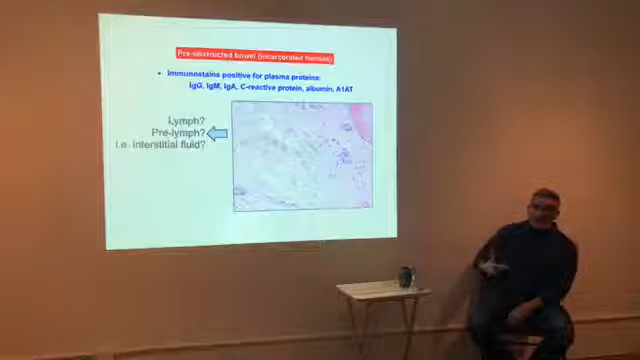 Pre-obstructed bowel (incarcerated hernias)
• Immunostains positive for plasma proteins:
IgG, IgM, IgA, C-reactive protein, albumin, A1AT
Lymph?
Pre-lymph?
i.e. interstitial fluid?